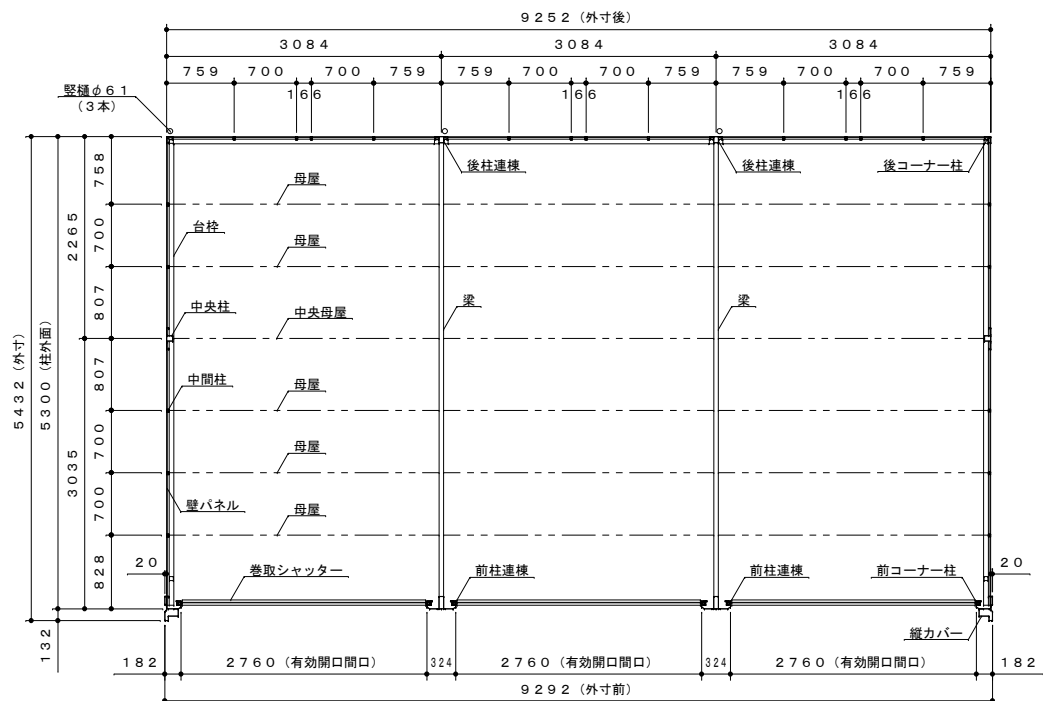 9252（外寸後）
3084 3084 3084
759 700 700 759 759 700 700 759 759 700 700 759
166 166 166
竪樋φ61
（3本）
後柱連棟 後柱連棟 後コーナー柱
758
700
807
807
700
700
828
2265
3035
5300（柱外面）
5432（外寸）
132
母屋
台枠
母屋
中央柱 中央母屋 梁 梁
中間柱 母屋
母屋
壁パネル
母屋
20 20
巻取シャッター 前柱連棟 前柱連棟 前コーナー柱
縦カバー
182 2760（有効開口間口） 324 2760（有効開口間口） 324 2760（有効開口間口） 182
9292（外寸前）